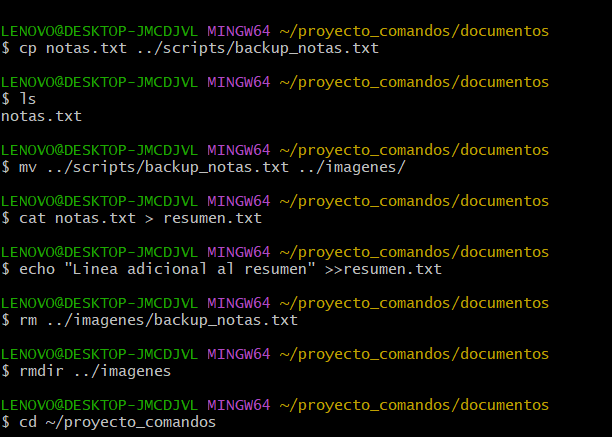 LENOVO@DESKTOP-JMCDJVL MINGW64 ~/proyecto_comandos/documentos
$ cp notas.txt ../scripts/backup_notas.txt
LENOVO@DESKTOP-JMCDJVL MINGW64 ~/proyecto_comandos/documentos
$ ls
notas.txt
LENOVO@DESKTOP-JMCDJVL MINGW64 ~/proyecto_comandos/documentos
$ mv ../scripts/backup_notas.txt ../imagenes/
LENOVO@DESKTOP-JMCDJVL MINGW64 ~/proyecto_comandos/documentos
$ cat notas.txt > resumen.txt
LENOVO@DESKTOP-JMCDJVL MINGW64 ~/proyecto_comandos/documentos
$ echo "Linea adicional al resumen" >>resumen.txt
LENOVO@DESKTOP-JMCDJVL MINGW64 ~/proyecto_comandos/documentos
$ rm ../imagenes/backup_notas.txt
LENOVO@DESKTOP-JMCDJVL MINGW64 ~/proyecto_comandos/documentos
$ rmdir ../imagenes
LENOVO@DESKTOP-JMCDJVL MINGW64 ~/proyecto_comandos/documentos
$ cd ~/proyecto_comandos